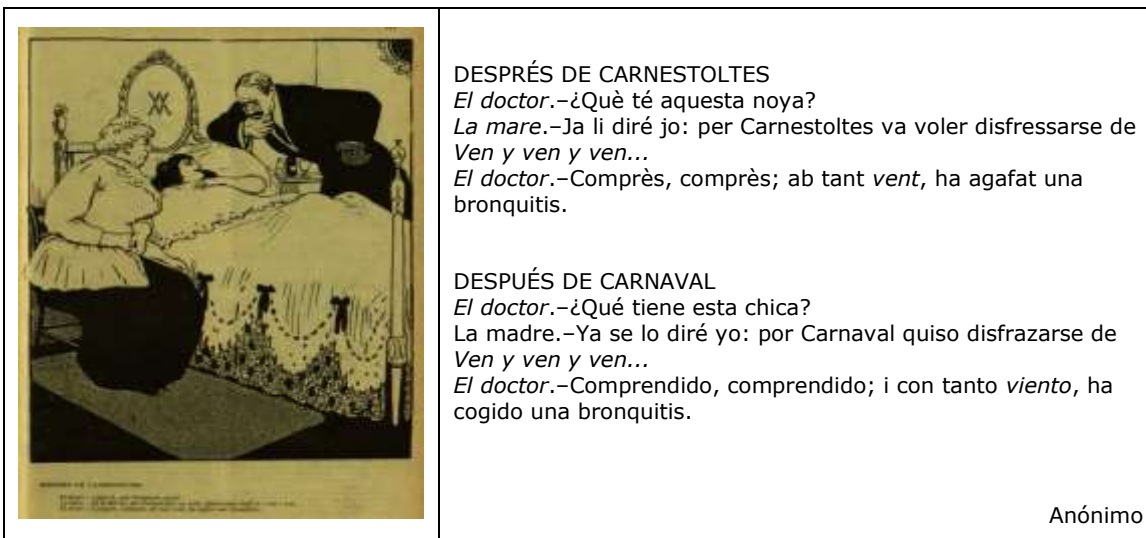 DESPRÉS DE CARNESTOLTES
El doctor.–¿Què té aquesta noya?
La mare.–Ja li diré jo: per Carnestoltes va voler disfressarse de
Ven y ven y ven...
El doctor.–Comprès, comprès; ab tant vent, ha agafat una
bronquitis.
DESPUÉS DE CARNAVAL
El doctor.–¿Qué tiene esta chica?
La madre.–Ya se lo diré yo: por Carnaval quiso disfrazarse de
Ven y ven y ven...
El doctor.–Comprendido, comprendido; i con tanto viento, ha
cogido una bronquitis.
Anónimo